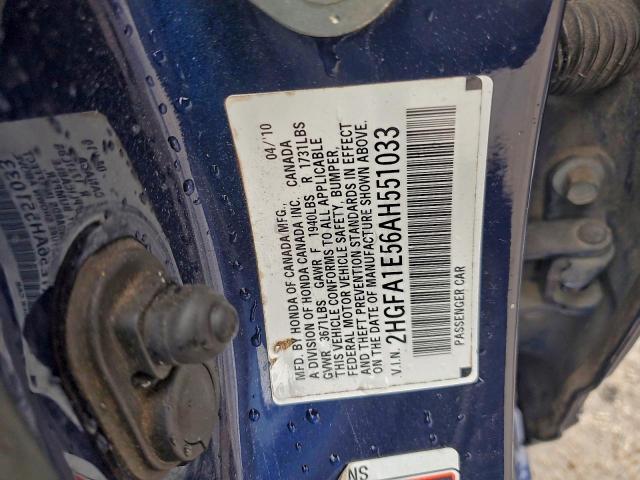 MFD. BY HONDA OF CANADA MFG. 04/10
A DIVISION OF HONDA CANADA INC. CANADA
GVWR 3671LBS GAWR F 1940LBS R 1731LBS
THIS VEHICLE CONFORMS TO ALL APPLICABLE
FEDERAL MOTOR VEHICLE SAFETY, BUMPER,
AND THEFT PREVENTION STANDARDS IN EFFECT
ON THE DATE OF MANUFACTURE SHOWN ABOVE.
V.I.N. 2HGFA1E56AH551033
PASSENGER CAR
NS